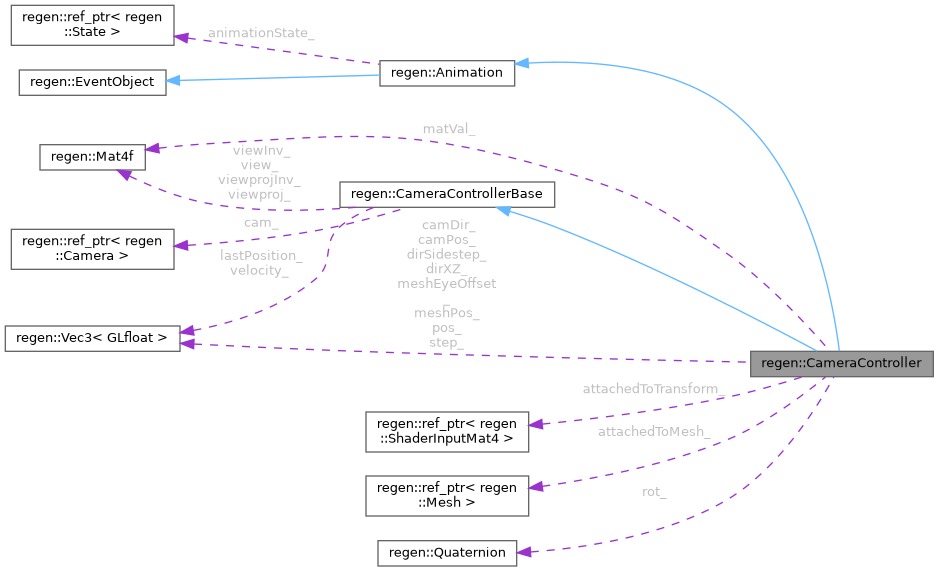 regen::ref_ptr< regen
::State >
animationState_
regen::Animation
regen::EventObject
matVal_
regen::Mat4f
viewInv_
view_
viewprojInv_
viewproj_
regen::CameraControllerBase
cam_
regen::ref_ptr< regen
::Camera >
lastPosition_
velocity_
camDir_
camPos_
dirSidestep_
dirXZ_
meshEyeOffset
_
meshPos_
pos_
step_
regen::Vec3< GLfloat >
regen::CameraController
attachedToTransform_
regen::ref_ptr< regen
::ShaderInputMat4 >
attachedToMesh_
regen::ref_ptr< regen
::Mesh >
rot_
regen::Quaternion